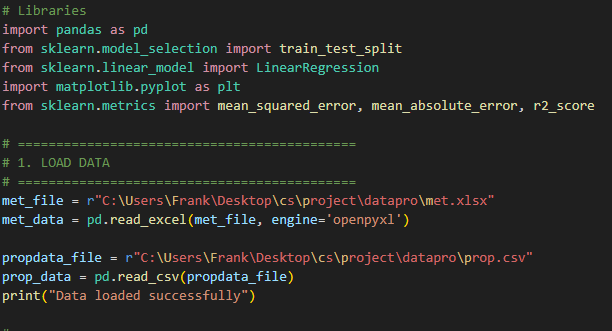 # Libraries
import pandas as pd
from sklearn.model_selection import train_test_split
from sklearn.linear_model import LinearRegression
import matplotlib.pyplot as plt
from sklearn.metrics import mean_squared_error, mean_absolute_error, r2_score
# ============================================
# 1. LOAD DATA
# ============================================
met_file = r"C:\Users\Frank\Desktop\cs\project\datapro\met.xlsx"
met_data = pd.read_excel(met_file, engine='openpyxl')
propdata_file = r"C:\Users\Frank\Desktop\cs\project\datapro\prop.csv"
prop_data = pd.read_csv(propdata_file)
print("Data loaded successfully")